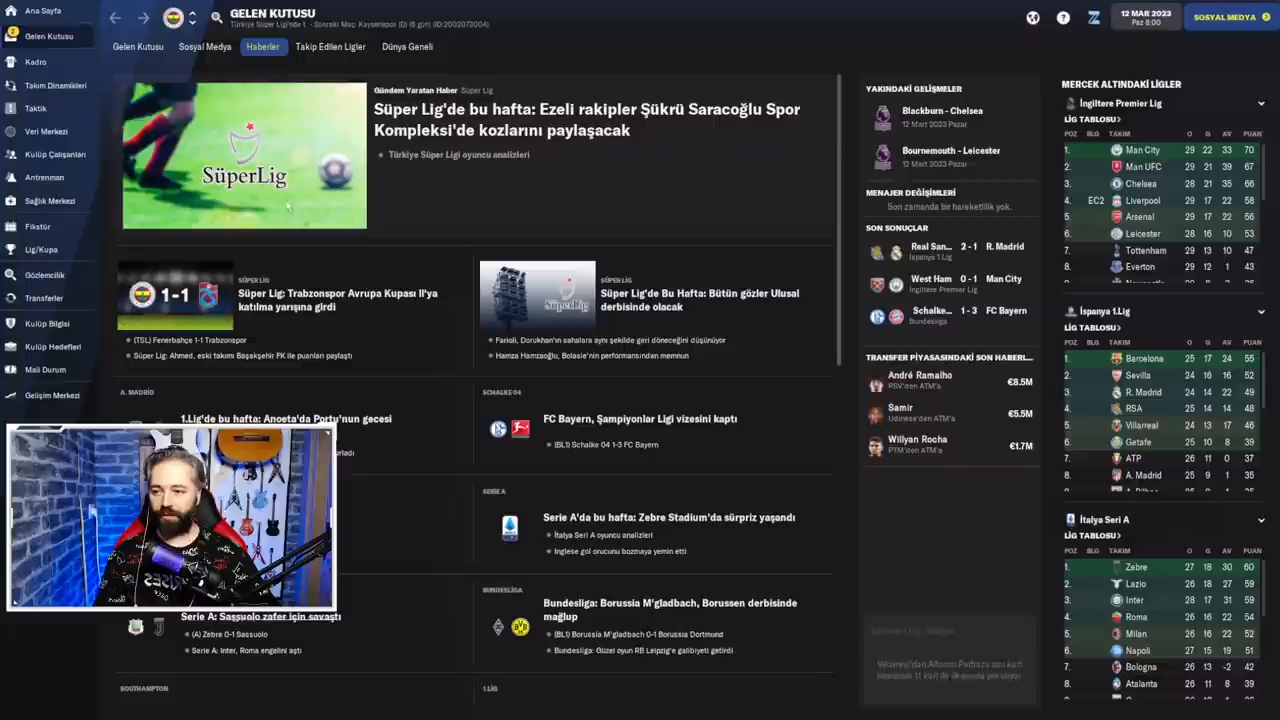 Ana Sayfa
2
Gelen Kutusu
Kadro
Takım Dinamikleri
Taktik
Veri Merkezi
Kulüp Çalışanları
Antrenman
Sağlık Merkezi
Fikstür
Lig/Kupa
Gözlemcilik
Transferler
Kulüp Bilgisi
Kulüp Hedefleri
Mali Durum
Gelişim Merkezi
GELEN KUTUSU
Türkiye Süper Ligi'nde 1. - Sonraki Maç: Kayserispor (D) (6 gün) (ID:2002073004)
12 MAR 2023
Paz 8:00
SOSYAL MEDYA
Gelen Kutusu Sosyal Medya Haberler Takip Edilen Ligler Dünya Geneli
SüperLig
Gündem Yaratan Haber Süper Lig
Süper Lig'de bu hafta: Ezeli rakipler Şükrü Saracoğlu Spor
Kompleksi'de kozlarını paylaşacak
Türkiye Süper Ligi oyuncu analizleri
1-1
SÜPER LİG
Süper Lig: Trabzonspor Avrupa Kupası II'ya
katılma yarışına girdi
(TSL) Fenerbahçe 1-1 Trabzonspor
Süper Lig: Ahmed, eski takımı Başakşehir FK ile puanları paylaştı
SüperLig
SÜPER LİG
Süper Lig'de Bu Hafta: Bütün gözler Ulusal
derbisinde olacak
Farioli, Dorukhan'ın sahalara aynı şekilde geri döneceğini düşünüyor
Hamza Hamzaoğlu, Bolasie'nin performansından memnun
A. MADRID
1.Lig'de bu hafta: Anoeta'da Portu'nun gecesi
SCHALKE 04
FC Bayern, Şampiyonlar Ligi vizesini kaptı
(BL1) Schalke 04 1-3 FC Bayern
SERIE A
Serie A'da bu hafta: Zebre Stadium'da sürpriz yaşandı
İtalya Seri A oyuncu analizleri
Inglese gol orucunu bozmaya yemin etti
Serie A: Sassuolo zafer için savaştı
(A) Zebre 0-1 Sassuolo
Serie A: Inter, Roma engelini aştı
BUNDESLİGA
Bundesliga: Borussia M'gladbach, Borussen derbisinde
mağlup
(BL1) Borussia M'gladbach 0-1 Borussia Dortmund
Bundesliga: Güzel oyun RB Leipzig'e galibiyeti getirdi
SOUTHAMPTON
1.LİG
YAKINDAKİ GELİŞMELER
Blackburn - Chelsea
12 Mart 2023 Pazar
Bournemouth - Leicester
12 Mart 2023 Pazar
MENAJER DEĞİŞİMLERİ
Son zamanda bir hareketlilik yok.
SON SONUÇLAR
Real San... 2 - 1 R. Madrid
İspanya 1.Lig
West Ham 0 - 1 Man City
İngiltere Premier Lig
Schalke... 1 - 3 FC Bayern
Bundesliga
TRANSFER PİYASASINDAKİ SON HABERL...
André Ramalho €8.5M
PSV'den ATM'a
Samir €5.5M
Udinese'den ATM'a
Willyan Rocha €1.7M
PTM'den ATM'a
MERCEK ALTINDAKİ LİGLER
İngiltere Premier Lig
LİG TABLOSU>
POZ BLG TAKIM O G AV PUAN
1. Man City 29 22 33 70
2. Man UFC 29 21 39 67
3. Chelsea 28 21 35 66
4. EC2 Liverpool 29 17 22 58
5. Arsenal 29 17 22 56
6. Leicester 28 16 10 53
7. Tottenham 29 13 10 47
8. Everton 29 12 1 43
İspanya 1.Lig
LİG TABLOSU>
POZ BLG TAKIM O G AV PUAN
1. Barcelona 25 17 24 55
2. Sevilla 24 16 16 52
3. R. Madrid 24 14 22 49
4. RSA 25 14 14 48
5. Villarreal 24 13 17 46
6. Getafe 25 10 8 39
7. ATP 26 11 0 37
8. A. Madrid 25 9 1 35
İtalya Seri A
LİG TABLOSU>
POZ BLG TAKIM O G AV PUAN
1. Zebre 27 18 30 60
2. Lazio 26 18 27 59
3. Inter 28 17 31 59
4. Roma 26 16 22 54
5. Milan 26 16 22 52
6. Napoli 27 15 19 51
7. Bologna 26 13 -2 42
8. Atalanta 26 11 8 39